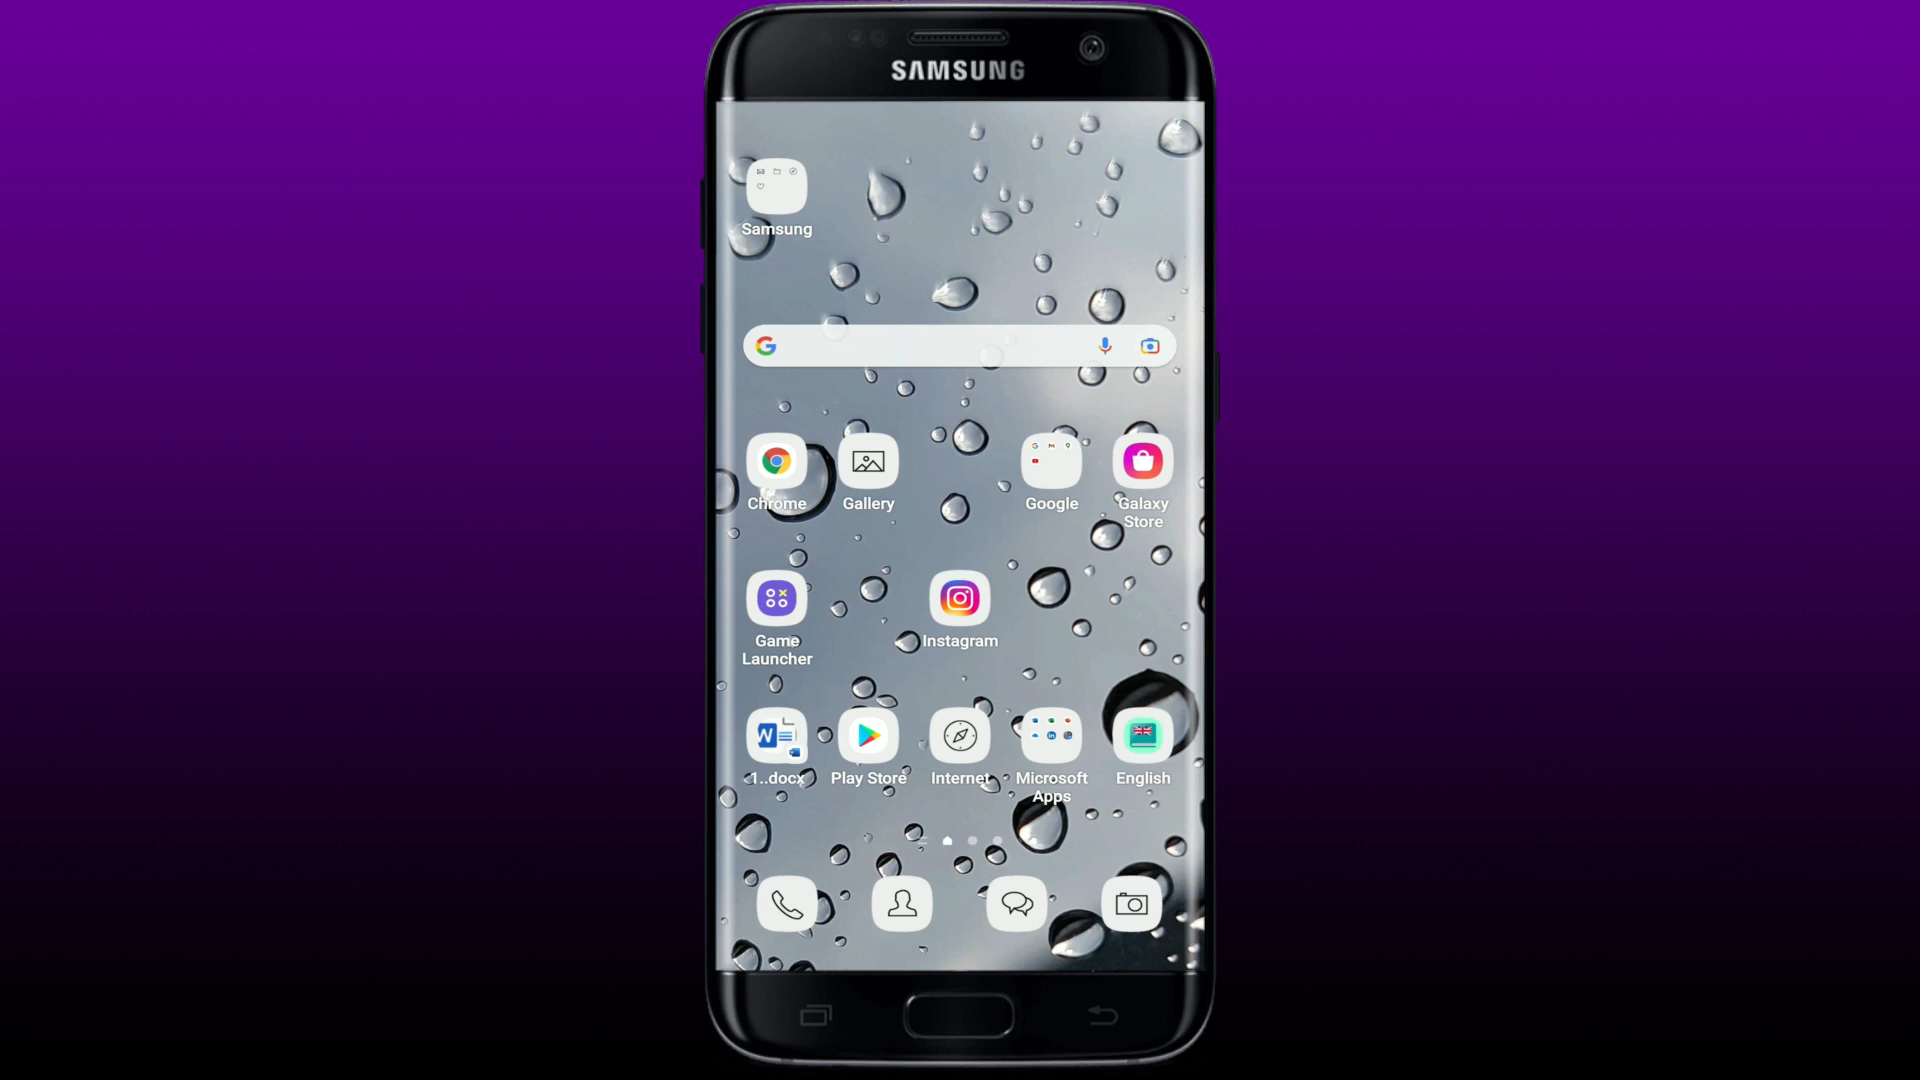 SAMSUNG
Samsung
Chrome
Gallery
Google
Galaxy
Store
Game
Launcher
Instagram
1..docx
Play Store
Internet
Microsoft
Apps
English